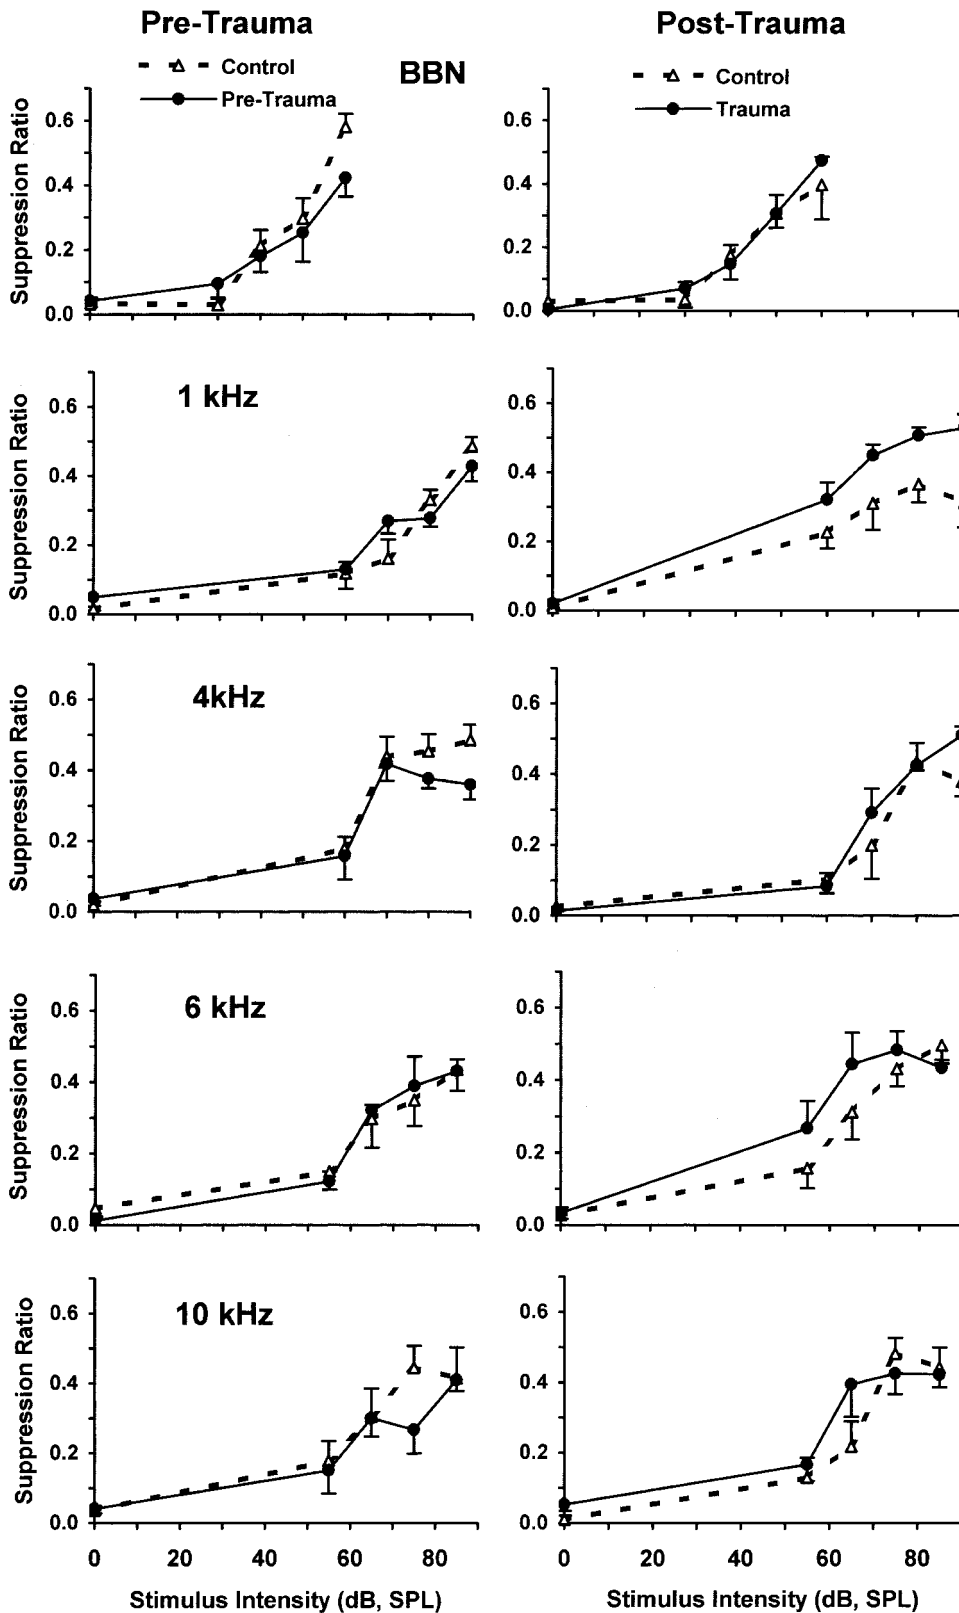 Pre-Trauma Post-Trauma
Control
Pre-Trauma
BBN
Control
Trauma
Suppression Ratio
0.6
0.4
0.2
0.0
0.6
0.4
0.2
0.0
1 kHz
Suppression Ratio
0.6
0.4
0.2
0.0
0.6
0.4
0.2
0.0
4kHz
Suppression Ratio
0.6
0.4
0.2
0.0
0.6
0.4
0.2
0.0
6 kHz
Suppression Ratio
0.6
0.4
0.2
0.0
0.6
0.4
0.2
0.0
10 kHz
Suppression Ratio
0.6
0.4
0.2
0.0
0.6
0.4
0.2
0.0
0 20 40 60 80
0 20 40 60 80
Stimulus Intensity (dB, SPL)
Stimulus Intensity (dB, SPL)